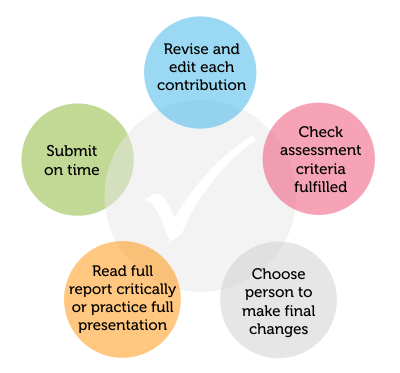 Revise and
edit each
contribution
Check
assessment
criteria
fulfilled
Choose
person to
make final
changes
Read full
report critically
or practice full
presentation
Submit
on time